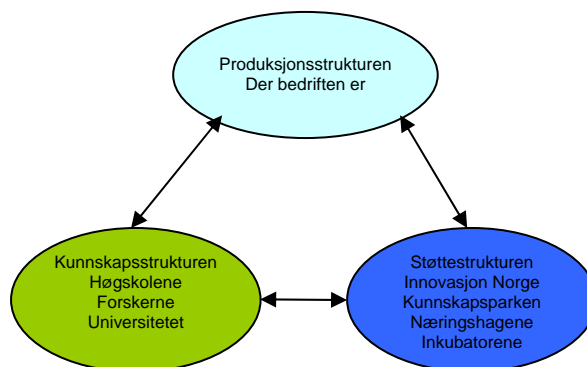 Produksjonsstrukturen
Der bedriften er
Kunnskapsstrukturen
Høgskolene
Forskerne
Universitetet
Støttestrukturen
Innovasjon Norge
Kunnskapsparken
Næringshagene
Inkubatorene